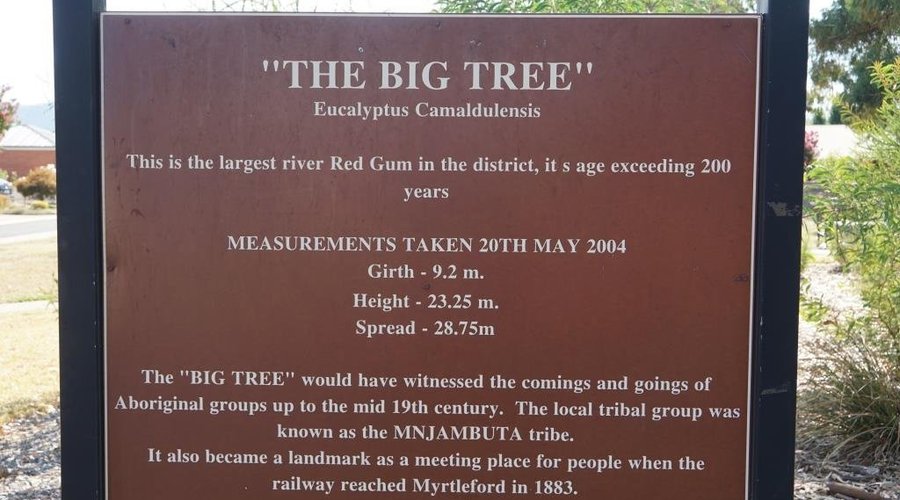 "THE BIG TREE"
Eucalyptus Camaldulensis
This is the largest river Red Gum in the district, it s age exceeding 200
years
MEASUREMENTS TAKEN 20TH MAY 2004
Girth - 9.2 m.
Height - 23.25 m.
Spread - 28.75m
The "BIG TREE" would have witnessed the comings and goings of
Aboriginal groups up to the mid 19th century. The local tribal group was
known as the MNJAMBUTA tribe.
It also became a landmark as a meeting place for people when the
railway reached Myrtleford in 1883.